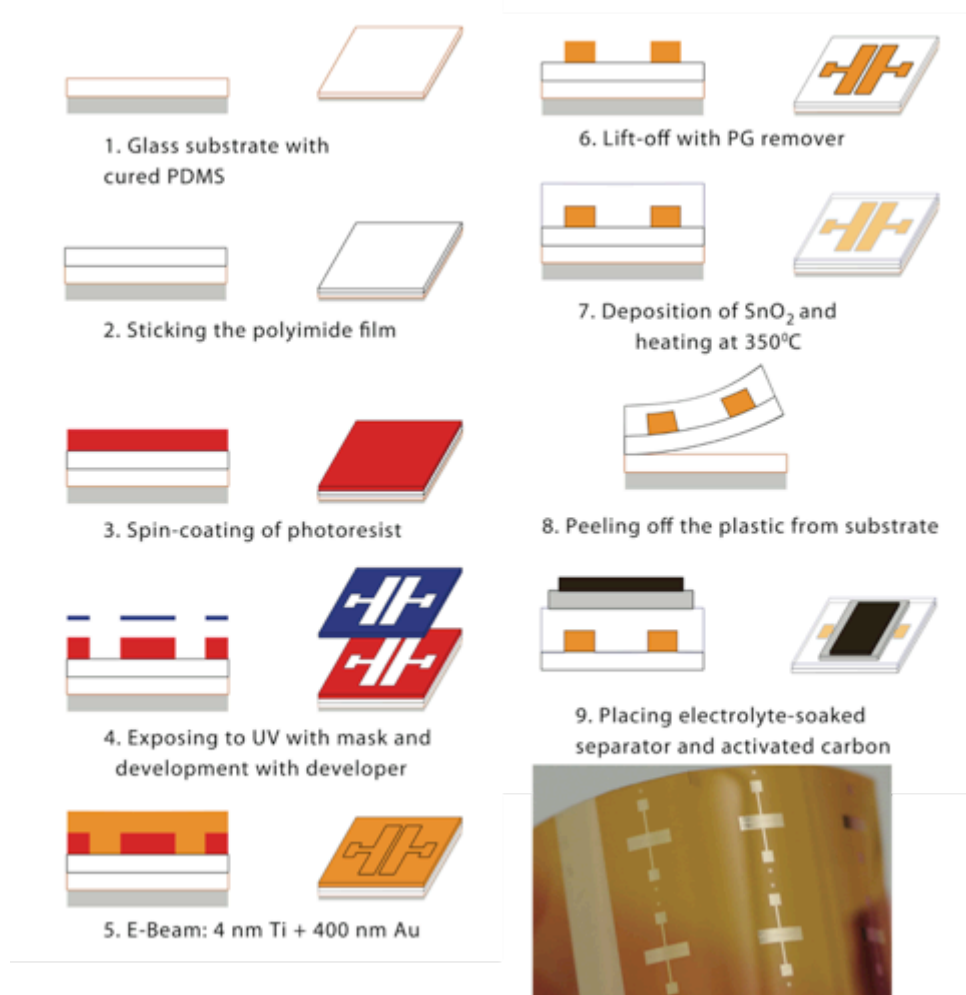 1. Glass substrate with
cured PDMS
2. Sticking the polyimide film
3. Spin-coating of photoresist
4. Exposing to UV with mask and
development with developer
5. E-Beam: 4 nm Ti + 400 nm Au
6. Lift-off with PG remover
7. Deposition of SnO₂ and
heating at 350⁰C
8. Peeling off the plastic from substrate
9. Placing electrolyte-soaked
separator and activated carbon